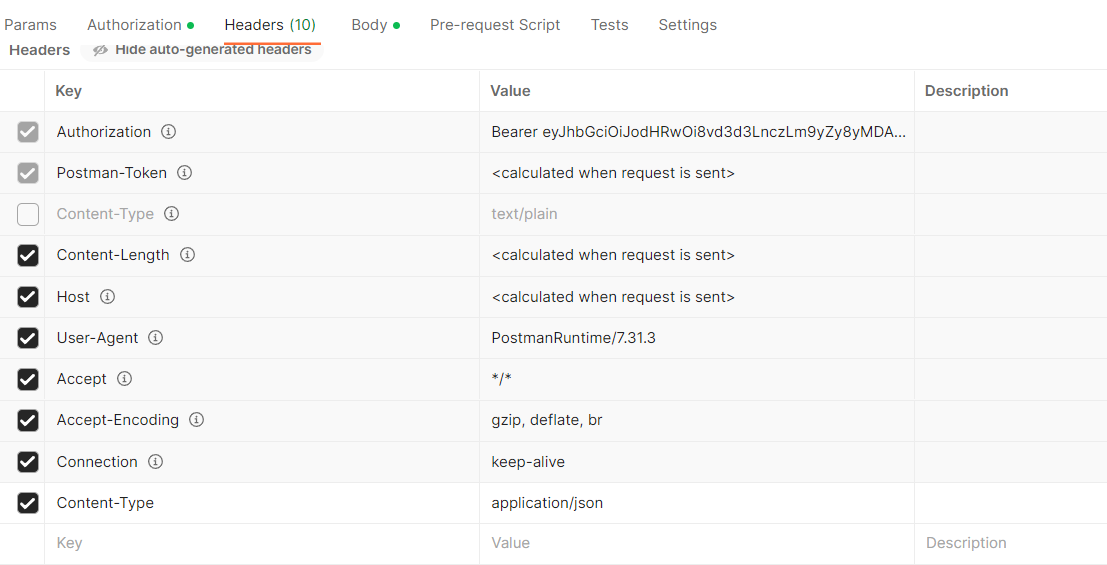 Params Authorization Headers (10) Body Pre-request Script Tests Settings
Headers Hide auto-generated headers
Key Value Description
Authorization Bearer eyJhbGciOiJodHRwOi8vd3d3LnczLm9yZy8yMDA...
Postman-Token <calculated when request is sent>
Content-Type text/plain
Content-Length <calculated when request is sent>
Host <calculated when request is sent>
User-Agent PostmanRuntime/7.31.3
Accept */*
Accept-Encoding gzip, deflate, br
Connection keep-alive
Content-Type application/json
Key Value Description